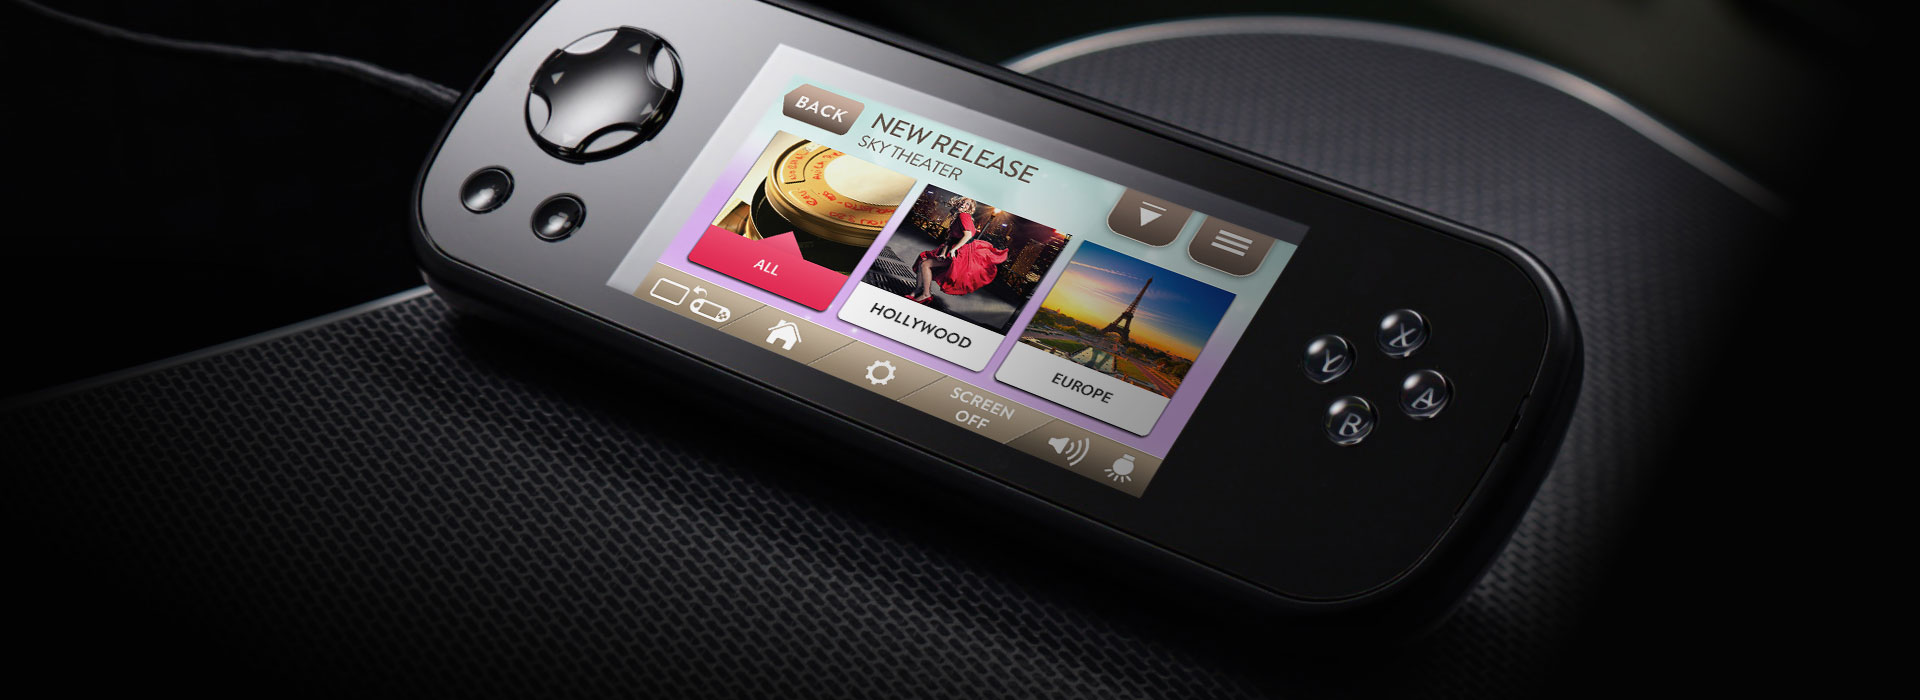 BACK
NEW RELEASE
SKY THEATER
ALL
HOLLYWOOD
EUROPE
SCREEN
OFF
X
Y
A
R